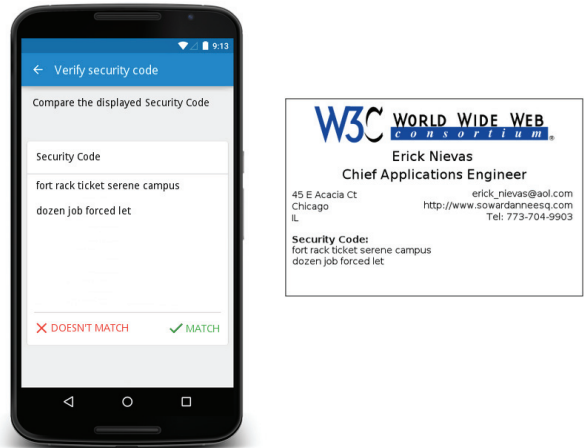 9:13
Verify security code
Compare the displayed Security Code
Security Code
fort rack ticket serene campus
dozen job forced let
DOESN'T MATCH
MATCH
W3C WORLD WIDE WEB
consortium®
Erick Nievas
Chief Applications Engineer
45 E Acacia Ct
Chicago
IL
erick_nievas@aol.com
http://www.sowardanneesq.com
Tel: 773-704-9903
Security Code:
fort rack ticket serene campus
dozen job forced let